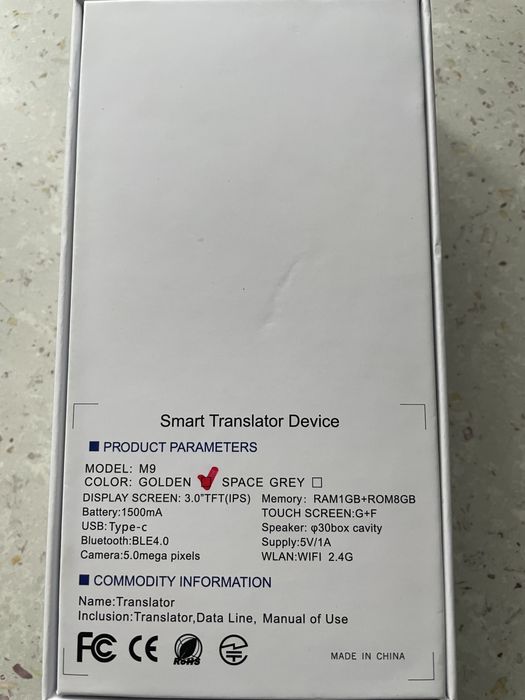 Smart Translator Device
PRODUCT PARAMETERS
MODEL: M9
COLOR: GOLDEN SPACE GREY
DISPLAY SCREEN: 3.0"TFT(IPS) Memory: RAM1GB+ROM8GB
Battery:1500mA TOUCH SCREEN:G+F
USB:Type-c Speaker: φ30box cavity
Bluetooth:BLE4.0 Supply:5V/1A
Camera:5.0mega pixels WLAN:WIFI 2.4G
COMMODITY INFORMATION
Name:Translator
Inclusion:Translator,Data Line, Manual of Use
FC CE RoHS MADE IN CHINA